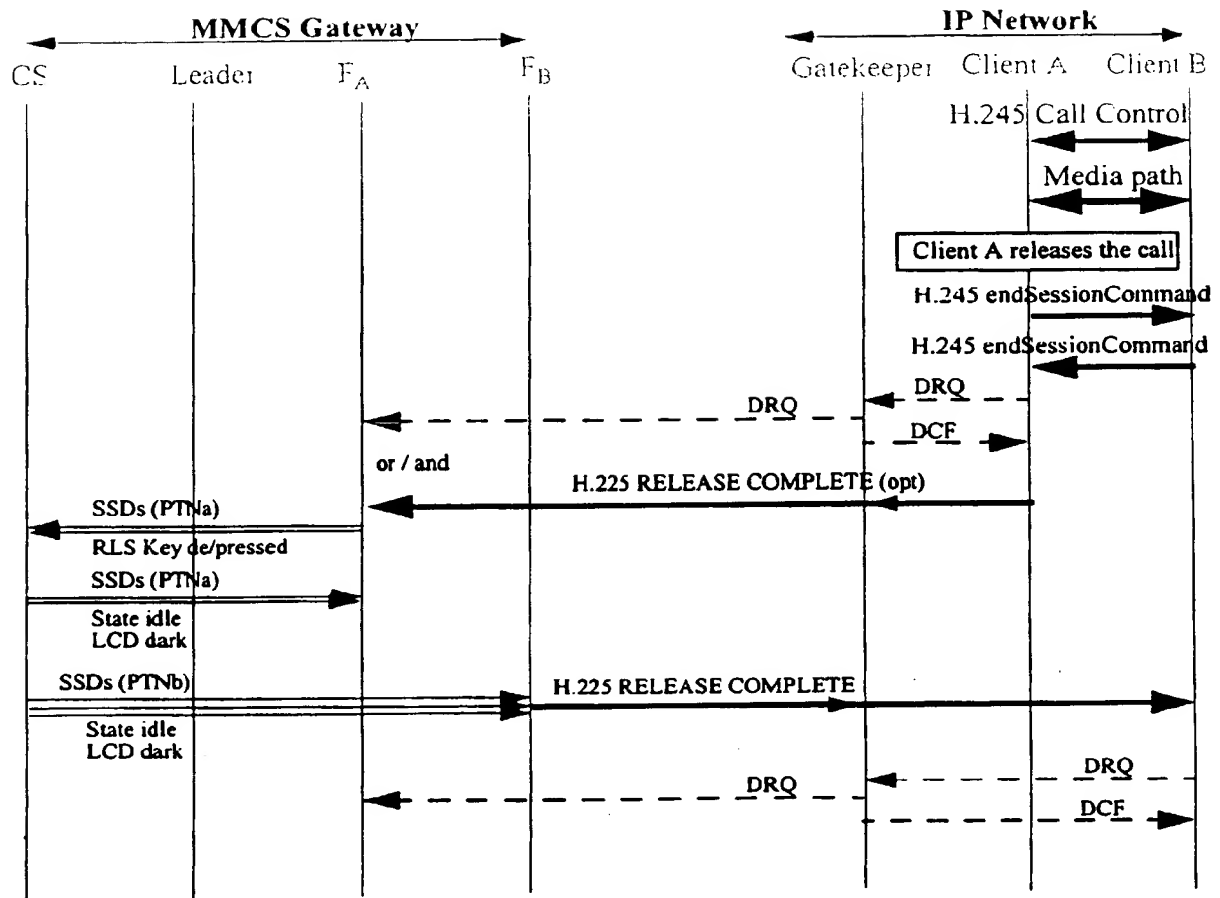 MMCS Gateway
IP Network
CS
Leader
FA
FB
Gatekeeper
Client A
Client B
H.245 Call Control
Media path
Client A releases the call
H.245 endSessionCommand
H.245 endSessionCommand
DRQ
DRQ
DCF
or / and
H.225 RELEASE COMPLETE (opt)
SSDs (PTNa)
RLS Key de/pressed
SSDs (PTNa)
State idle
LCD dark
SSDs (PTNb)
H.225 RELEASE COMPLETE
State idle
LCD dark
DRQ
DRQ
DCF